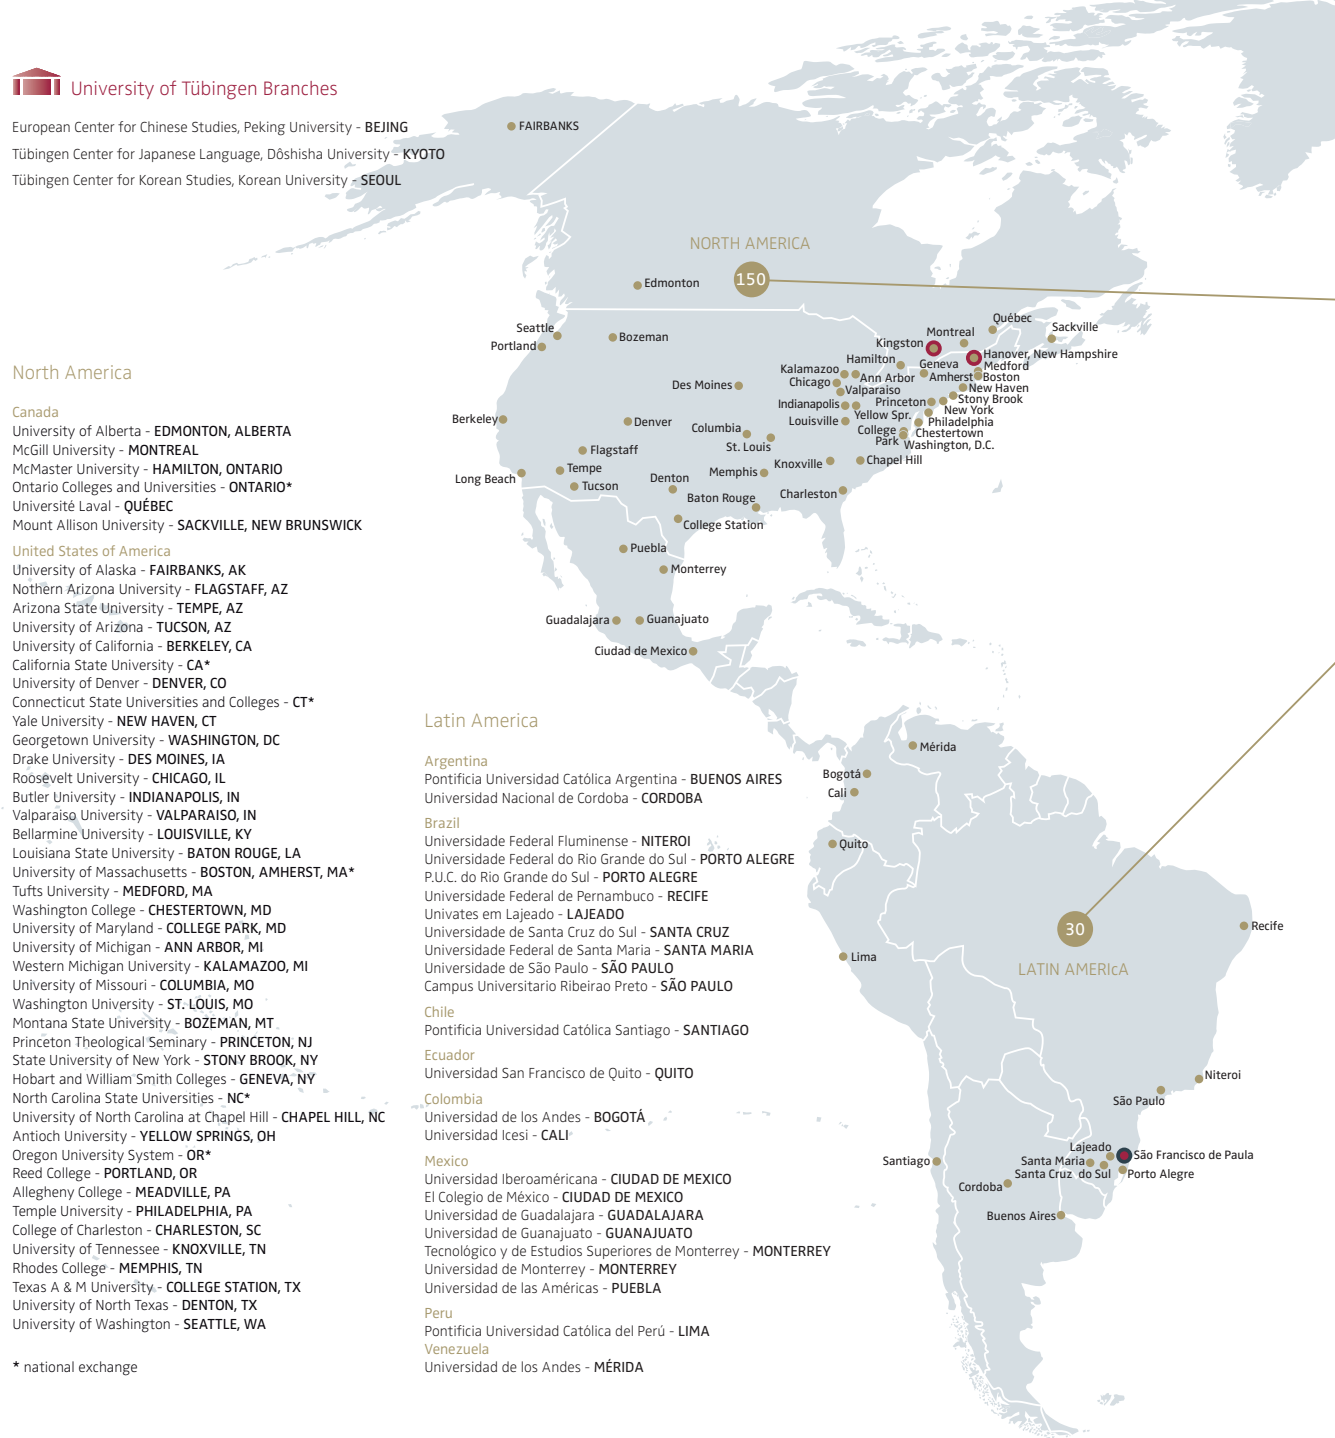 University of Tübingen Branches
European Center for Chinese Studies, Peking University - BEJING
Tübingen Center for Japanese Language, Dôshisha University - KYOTO
Tübingen Center for Korean Studies, Korean University - SEOUL
North America
Canada
University of Alberta - EDMONTON, ALBERTA
McGill University - MONTREAL
McMaster University - HAMILTON, ONTARIO
Ontario Colleges and Universities - ONTARIO*
Université Laval - QUÉBEC
Mount Allison University - SACKVILLE, NEW BRUNSWICK
United States of America
University of Alaska - FAIRBANKS, AK
Nothern Arizona University - FLAGSTAFF, AZ
Arizona State University - TEMPE, AZ
University of Arizona - TUCSON, AZ
University of California - BERKELEY, CA
California State University - CA*
University of Denver - DENVER, CO
Connecticut State Universities and Colleges - CT*
Yale University - NEW HAVEN, CT
Georgetown University - WASHINGTON, DC
Drake University - DES MOINES, IA
Roosevelt University - CHICAGO, IL
Butler University - INDIANAPOLIS, IN
Valparaiso University - VALPARAISO, IN
Bellarmine University - LOUISVILLE, KY
Louisiana State University - BATON ROUGE, LA
University of Massachusetts - BOSTON, AMHERST, MA*
Tufts University - MEDFORD, MA
Washington College - CHESTERTOWN, MD
University of Maryland - COLLEGE PARK, MD
University of Michigan - ANN ARBOR, MI
Western Michigan University - KALAMAZOO, MI
University of Missouri - COLUMBIA, MO
Washington University - ST. LOUIS, MO
Montana State University - BOZEMAN, MT
Princeton Theological Seminary - PRINCETON, NJ
State University of New York - STONY BROOK, NY
Hobart and William Smith Colleges - GENEVA, NY
North Carolina State Universities - NC*
University of North Carolina at Chapel Hill - CHAPEL HILL, NC
Antioch University - YELLOW SPRINGS, OH
Oregon University System - OR*
Reed College - PORTLAND, OR
Allegheny College - MEADVILLE, PA
Temple University - PHILADELPHIA, PA
College of Charleston - CHARLESTON, SC
University of Tennessee - KNOXVILLE, TN
Rhodes College - MEMPHIS, TN
Texas A & M University - COLLEGE STATION, TX
University of North Texas - DENTON, TX
University of Washington - SEATTLE, WA
* national exchange
Latin America
Argentina
Pontificia Universidad Católica Argentina - BUENOS AIRES
Universidad Nacional de Cordoba - CORDOBA
Brazil
Universidade Federal Fluminense - NITEROI
Universidade Federal do Rio Grande do Sul - PORTO ALEGRE
P.U.C. do Rio Grande do Sul - PORTO ALEGRE
Universidade Federal de Pernambuco - RECIFE
Univates em Lajeado - LAJEADO
Universidade de Santa Cruz do Sul - SANTA CRUZ
Universidade Federal de Santa Maria - SANTA MARIA
Universidade de São Paulo - SÃO PAULO
Campus Universitario Ribeirao Preto - SÃO PAULO
Chile
Pontificia Universidad Católica Santiago - SANTIAGO
Ecuador
Universidad San Francisco de Quito - QUITO
Colombia
Universidad de los Andes - BOGOTÁ
Universidad Icesi - CALI
Mexico
Universidad Iberoaméricana - CIUDAD DE MEXICO
El Colegio de México - CIUDAD DE MEXICO
Universidad de Guadalajara - GUADALAJARA
Universidad de Guanajuato - GUANAJUATO
Tecnológico y de Estudios Superiores de Monterrey - MONTERREY
Universidad de Monterrey - MONTERREY
Universidad de las Américas - PUEBLA
Peru
Pontificia Universidad Católica del Perú - LIMA
Venezuela
Universidad de los Andes - MÉRIDA
FAIRBANKS
NORTH AMERICA
150
Edmonton
Seattle
Portland
Bozeman
Québec
Sackville
Montreal
Kingston
Hanover, New Hampshire
Hamilton
Geneva
Medford
Kalamazoo
Ann Arbor
Amherst
Boston
Chicago
Valparaiso
New Haven
Des Moines
Stony Brook
Indianapolis
Princeton
New York
Yellow Spr.
Berkeley
Denver
Louisville
Philadelphia
Columbia
College
Park
Chestertown
Washington, D.C.
St. Louis
Flagstaff
Knoxville
Chapel Hill
Tempe
Memphis
Long Beach
Tucson
Denton
Baton Rouge
Charleston
College Station
Puebla
Monterrey
Guadalajara
Guanajuato
Ciudad de Mexico
Mérida
Bogotá
Cali
Quito
30
LATIN AMERIcA
Recife
Lima
Niteroi
São Paulo
Lajeado
São Francisco de Paula
Santiago
Santa Maria
Santa Cruz do Sul
Porto Alegre
Cordoba
Buenos Aires